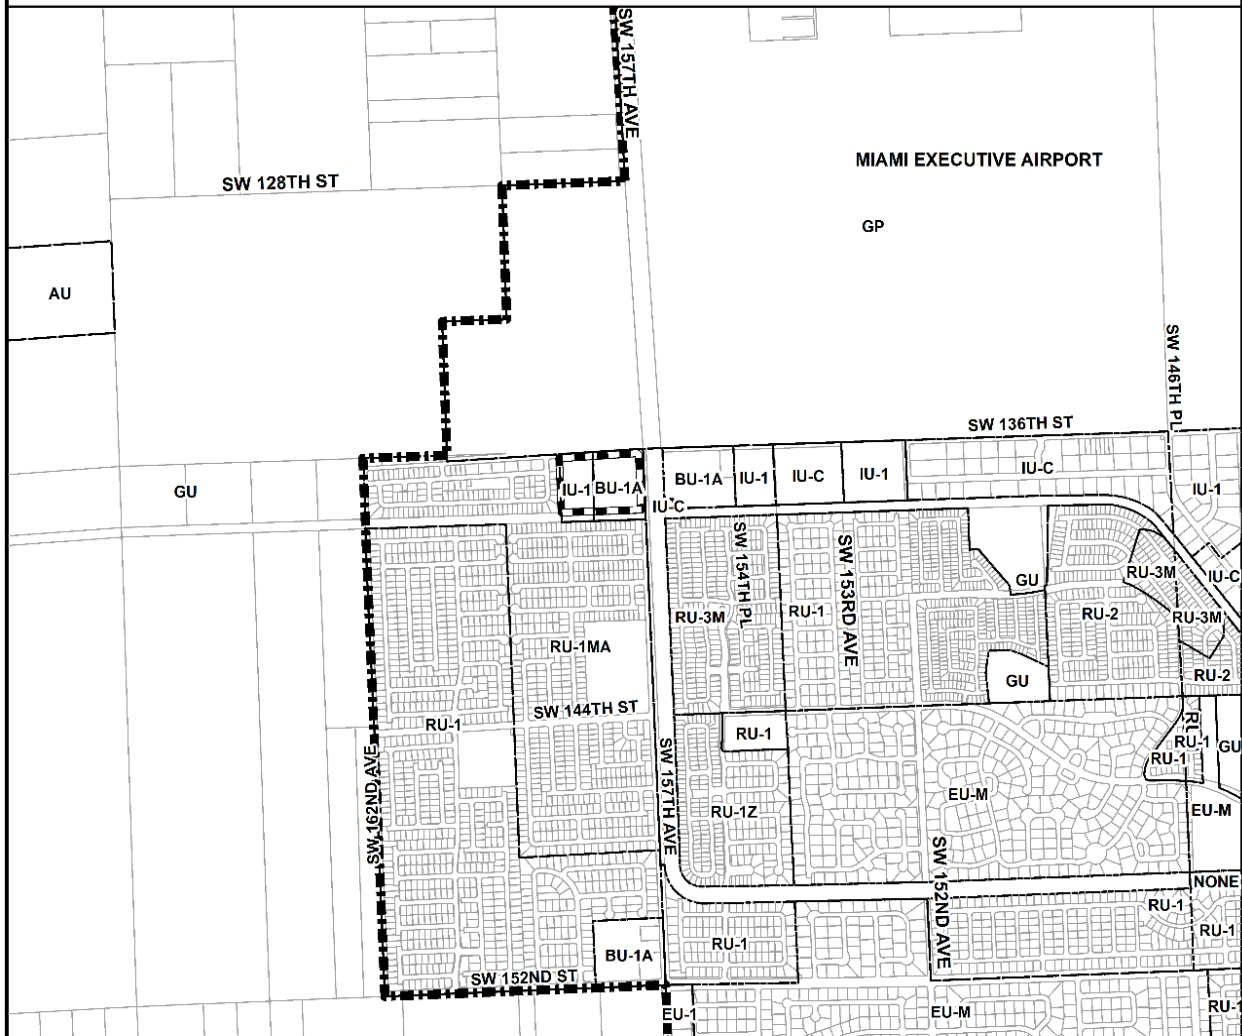 SW 157TH AVE
MIAMI EXECUTIVE AIRPORT
SW 128TH ST
GP
AU
SW 146TH PL
SW 136TH ST
IU-C
GU
IU-1
BU-1A
BU-1A
IU-1
IU-C
IU-1
IU-1
IU-C
SW 154TH PL
SW 153RD AVE
RU-3M
IU-C
GU
RU-3M
RU-1
RU-2
RU-3M
RU-1MA
GU
RU-2
SW 144TH ST
RU-1
RU-1
RU-1
RU-1
GU
SW 162ND AVE
SW 157TH AVE
EU-M
RU-1Z
EU-M
SW 152ND AVE
NONE
RU-1
RU-1
RU-1
BU-1A
SW 152ND ST
EU-1
EU-M
RU-1